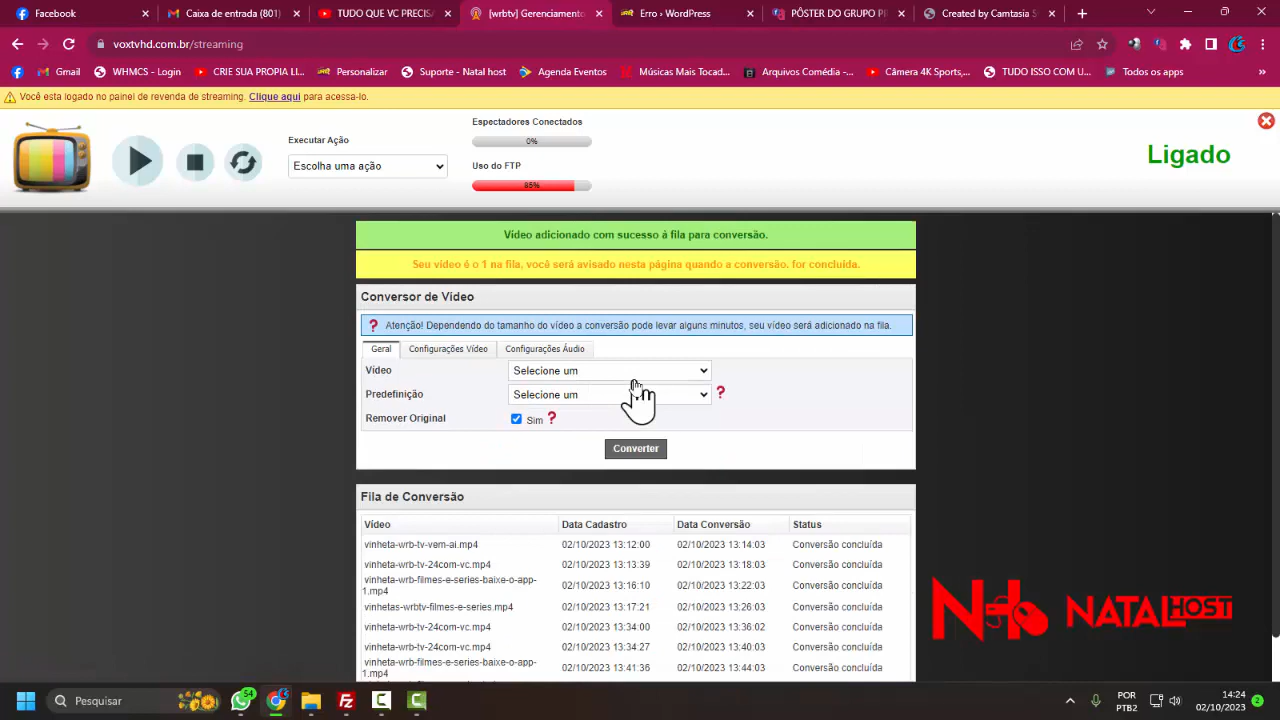 Facebook
Caixa de entrada (801)
TUDO QUE VC PRECISA
[wrbtv] Gerenciamento
Erro › WordPress
PÔSTER DO GRUPO PI
Created by Camtasia Studio
voxtvhd.com.br/streaming
Gmail
WHMCS - Login
CRIE SUA PROPIA LI...
Personalizar
Suporte - Natal host
Agenda Eventos
Músicas Mais Tocad...
Arquivos Comédia,...
Câmera 4K Sports,...
TUDO ISSO COM U...
Todos os apps
Você esta logado no painel de revenda de streaming. Clique aqui para acessa-lo.
Executar Ação
Escolha uma ação
Espectadores Conectados
0%
Uso do FTP
85%
Ligado
Vídeo adicionado com sucesso á fila para conversão.
Seu video é o 1 na fila, você será avisado nesta página quando a conversão. for concluida.
Conversor de Vídeo
Atenção! Dependendo do tamanho do vídeo a conversão pode levar alguns minutos, seu vídeo será adicionado na fila.
Geral
Configurações Vídeo
Configurações Áudio
Vídeo
Selecione um
Predefinição
Selecione um
Remover Original
Sim
Converter
Fila de Conversão
Vídeo Data Cadastro Data Conversão Status
vinheta-wrb-tv-vem-ai.mp4 02/10/2023 13:12:00 02/10/2023 13:14:03 Conversão concluída
vinheta-wrb-tv-24com-vc.mp4 02/10/2023 13:13:39 02/10/2023 13:18:03 Conversão concluída
vinheta-wrb-filmes-e-series-baixe-o-app-
1.mp4 02/10/2023 13:16:10 02/10/2023 13:22:03 Conversão concluída
vinhetas-wrbtv-filmes-e-series.mp4 02/10/2023 13:17:21 02/10/2023 13:26:03 Conversão concluída
vinheta-wrb-tv-24com-vc.mp4 02/10/2023 13:34:00 02/10/2023 13:36:02 Conversão concluída
vinheta-wrb-tv-24com-vc.mp4 02/10/2023 13:34:27 02/10/2023 13:40:03 Conversão concluída
vinheta-wrb-filmes-e-series-baixe-o-app-
1.mp4 02/10/2023 13:41:36 02/10/2023 13:44:03 Conversão concluída
NATALHOST
Pesquisar
54
POR
PTB2
14:24
02/10/2023
2